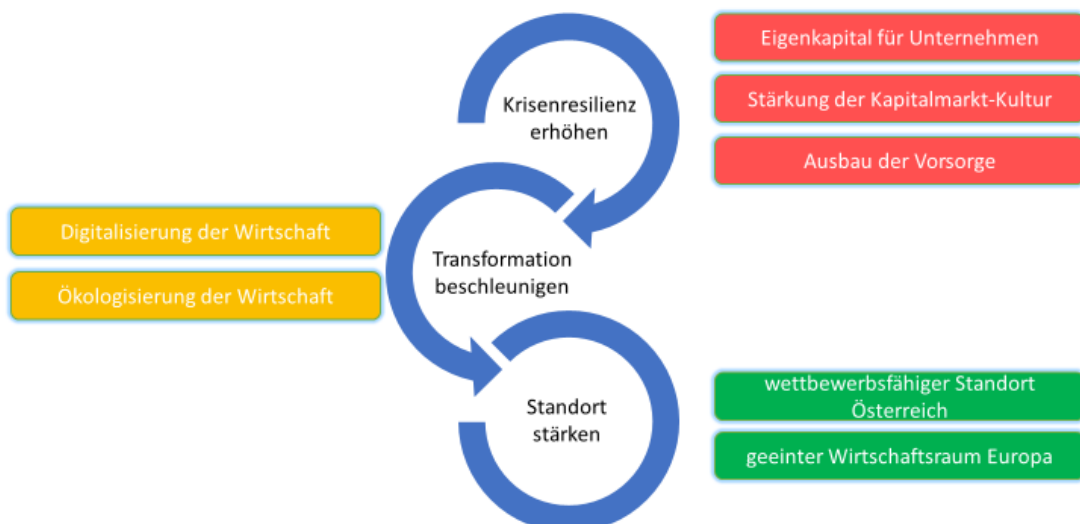 Eigenkapital für Unternehmen
Krisenresilienz
erhöhen
Stärkung der Kapitalmarkt-Kultur
Ausbau der Vorsorge
Digitalisierung der Wirtschaft
Ökologisierung der Wirtschaft
Transformation
beschleunigen
Standort
stärken
wettbewerbsfähiger Standort
Österreich
geeinter Wirtschaftsraum Europa